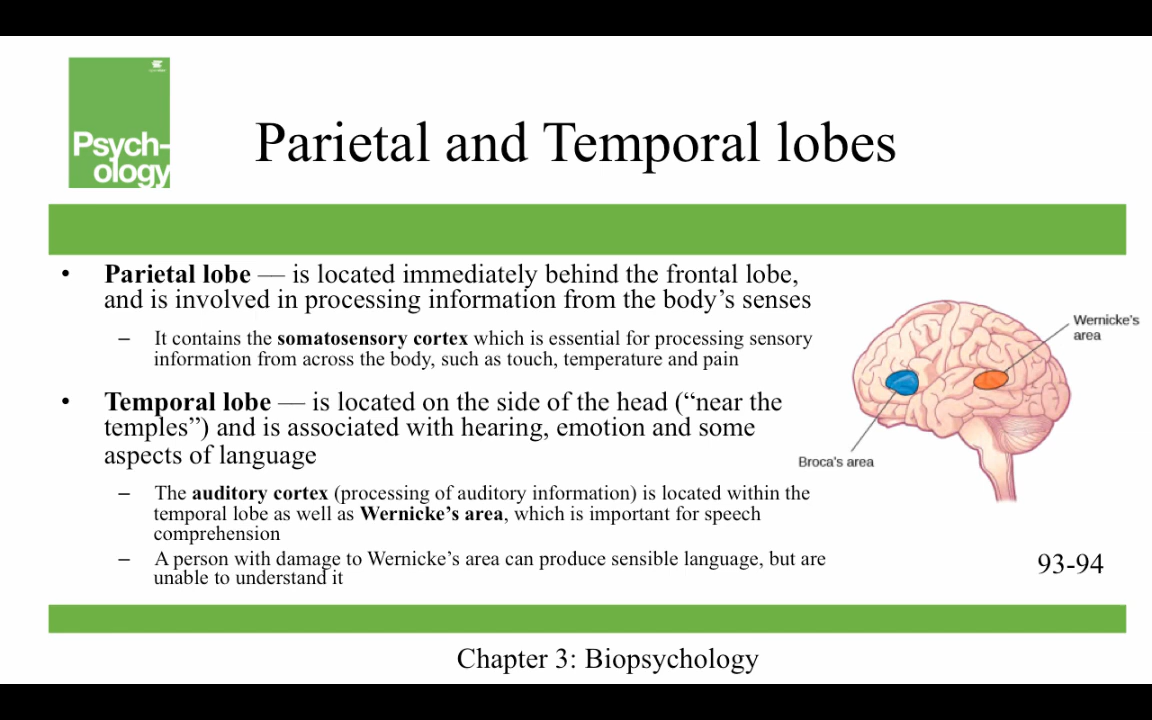 Psych-
ology
Parietal and Temporal lobes
• Parietal lobe — is located immediately behind the frontal lobe,
and is involved in processing information from the body’s senses
– It contains the somatosensory cortex which is essential for processing sensory
information from across the body, such as touch, temperature and pain
• Temporal lobe — is located on the side of the head (“near the
temples”) and is associated with hearing, emotion and some
aspects of language
– The auditory cortex (processing of auditory information) is located within the
temporal lobe as well as Wernicke’s area, which is important for speech
comprehension
– A person with damage to Wernicke’s area can produce sensible language, but are
unable to understand it
Wernicke's
area
Broca's area
93-94
Chapter 3: Biopsychology